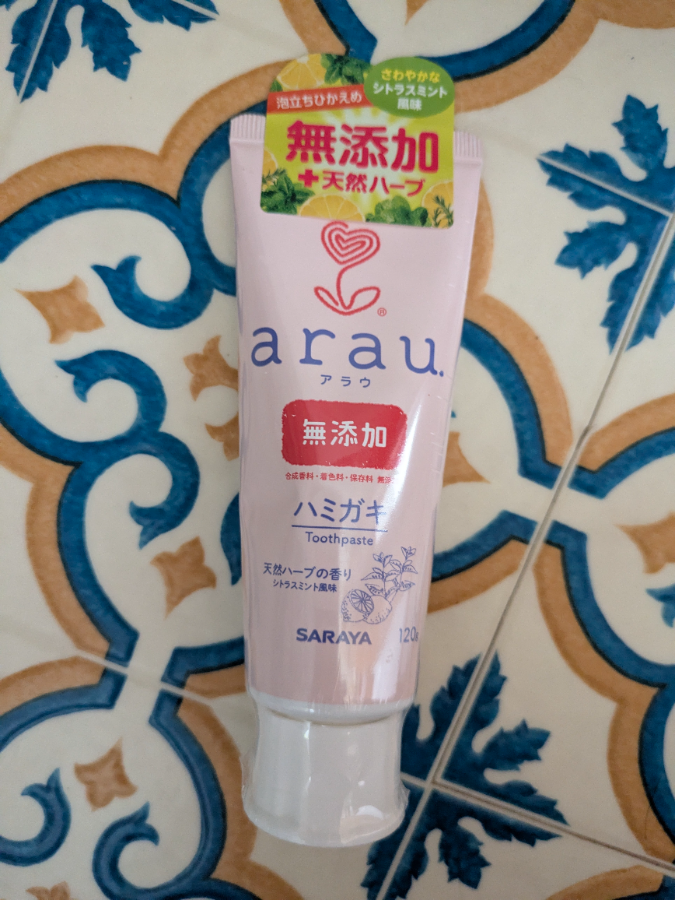 さわやかな
シトラスミント
風味
泡立ちひかえめ
無添加
+天然ハーブ
®
arau.
アラウ
無添加
合成香料・着色料・保存料 無添
ハミガキ
Toothpaste
天然ハーブの香り
シトラスミント風味
SARAYA 120g